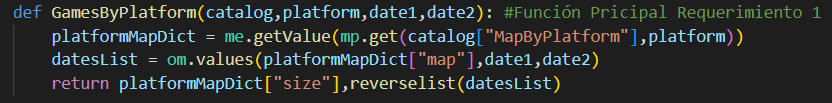 def GamesByPlatform(catalog,platform,date1,date2): #Función Pricipal Requerimiento 1
    platformMapDict = me.getValue(mp.get(catalog["MapByPlatform"],platform))
    datesList = om.values(platformMapDict["map"],date1,date2)
    return platformMapDict["size"],reverselist(datesList)